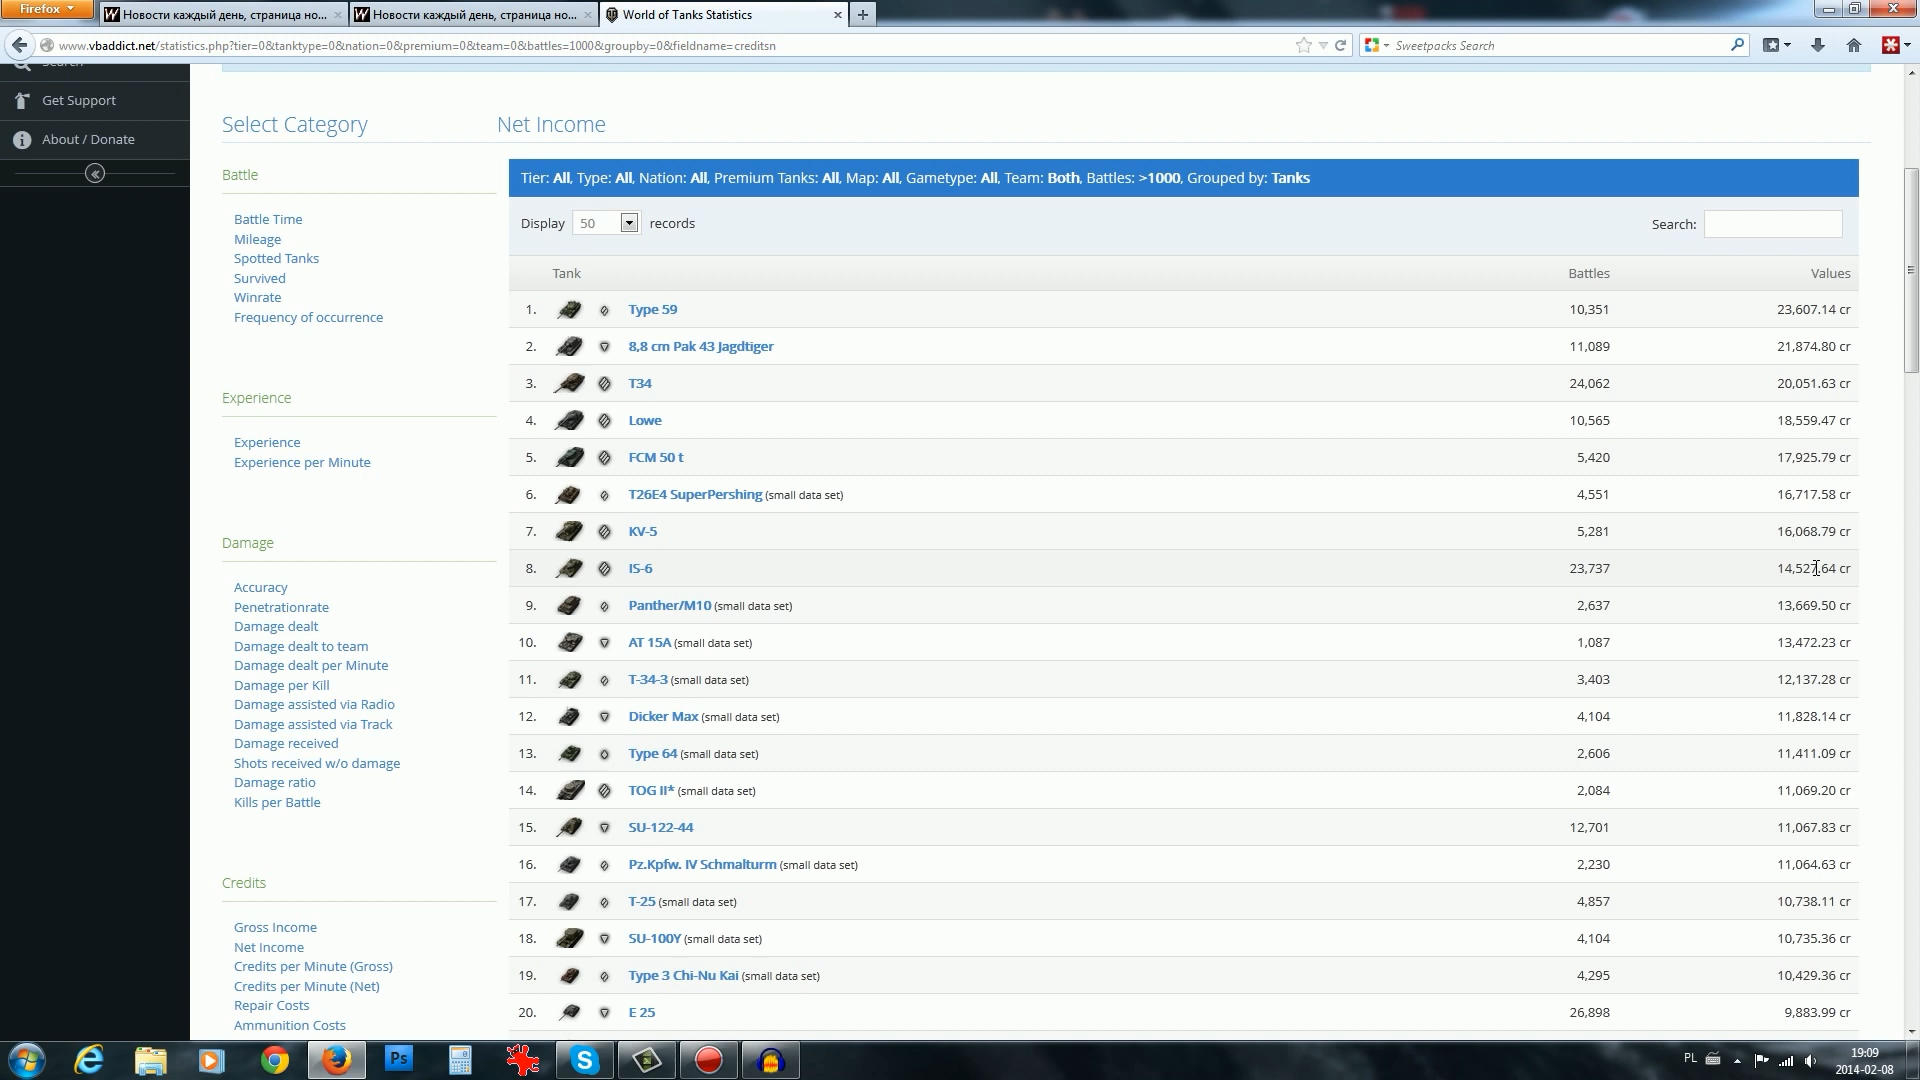 Firefox
Новости каждый день, страница но...
Новости каждый день, страница но...
World of Tanks Statistics
www.vbaddict.net/statistics.php?tier=0&tanktype=0&nation=0&premium=0&team=0&battles=1000&groupby=0&fieldname=creditsn
Sweetpacks Search
Search
Get Support
About / Donate
Select Category
Net Income
Battle
Battle Time
Mileage
Spotted Tanks
Survived
Winrate
Frequency of occurrence
Experience
Experience
Experience per Minute
Damage
Accuracy
Penetrationrate
Damage dealt
Damage dealt to team
Damage dealt per Minute
Damage per Kill
Damage assisted via Radio
Damage assisted via Track
Damage received
Shots received w/o damage
Damage ratio
Kills per Battle
Credits
Gross Income
Net Income
Credits per Minute (Gross)
Credits per Minute (Net)
Repair Costs
Ammunition Costs
Tier: All, Type: All, Nation: All, Premium Tanks: All, Map: All, Gametype: All, Team: Both, Battles: >1000, Grouped by: Tanks
Display 50 records
Search:
Tank Battles Values
1. Type 59 10,351 23,607.14 cr
2. 8,8 cm Pak 43 Jagdtiger 11,089 21,874.80 cr
3. T34 24,062 20,051.63 cr
4. Lowe 10,565 18,559.47 cr
5. FCM 50 t 5,420 17,925.79 cr
6. T26E4 SuperPershing (small data set) 4,551 16,717.58 cr
7. KV-5 5,281 16,068.79 cr
8. IS-6 23,737 14,527.64 cr
9. Panther/M10 (small data set) 2,637 13,669.50 cr
10. AT 15A (small data set) 1,087 13,472.23 cr
11. T-34-3 (small data set) 3,403 12,137.28 cr
12. Dicker Max (small data set) 4,104 11,828.14 cr
13. Type 64 (small data set) 2,606 11,411.09 cr
14. TOG II* (small data set) 2,084 11,069.20 cr
15. SU-122-44 12,701 11,067.83 cr
16. Pz.Kpfw. IV Schmalturm (small data set) 2,230 11,064.63 cr
17. T-25 (small data set) 4,857 10,738.11 cr
18. SU-100Y (small data set) 4,104 10,735.36 cr
19. Type 3 Chi-Nu Kai (small data set) 4,295 10,429.36 cr
20. E 25 26,898 9,883.99 cr
Ps
PL
19:09
2014-02-08